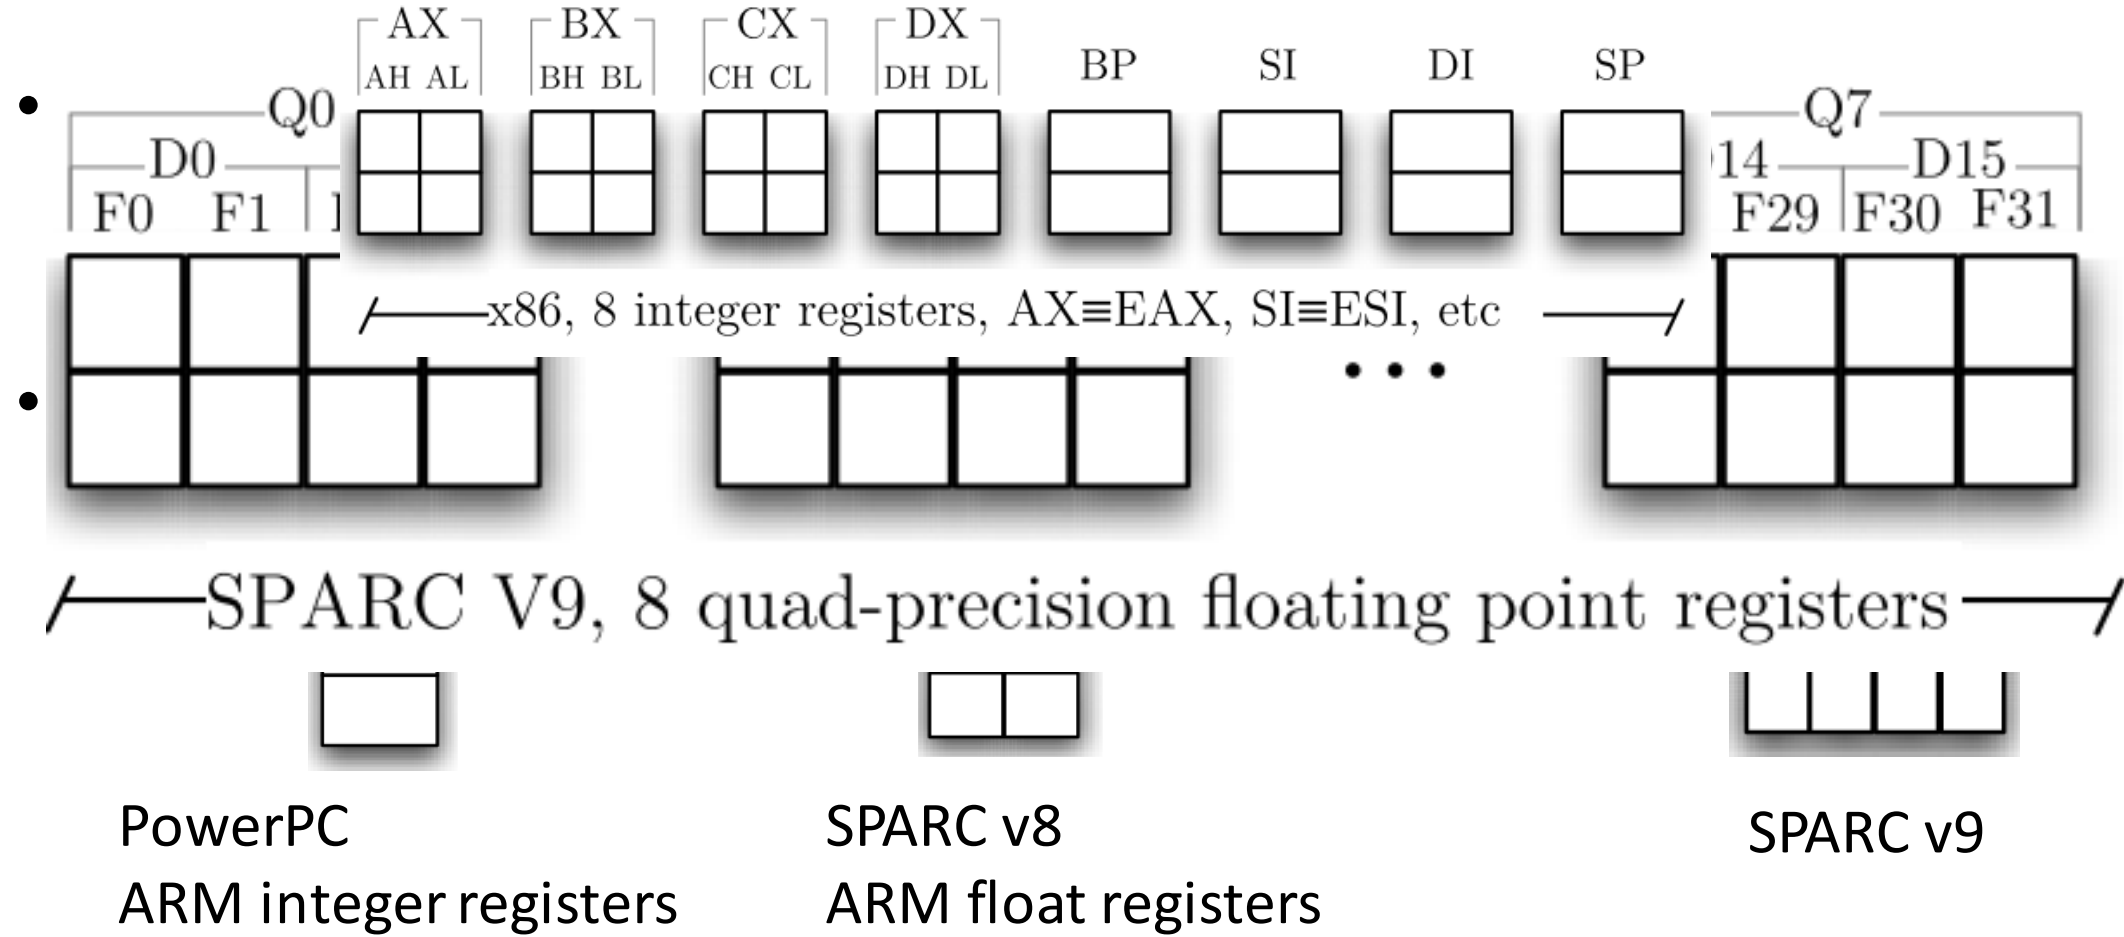 AX BX CX DX
AH AL BH BL CH CL DH DL BP SI DI SP
Q0 Q7
D0 14 D15
F0 F1 F29 F30 F31
x86, 8 integer registers, AX≡EAX, SI≡ESI, etc
• • •
SPARC V9, 8 quad-precision floating point registers
PowerPC
ARM integer registers
SPARC v8
ARM float registers
SPARC v9